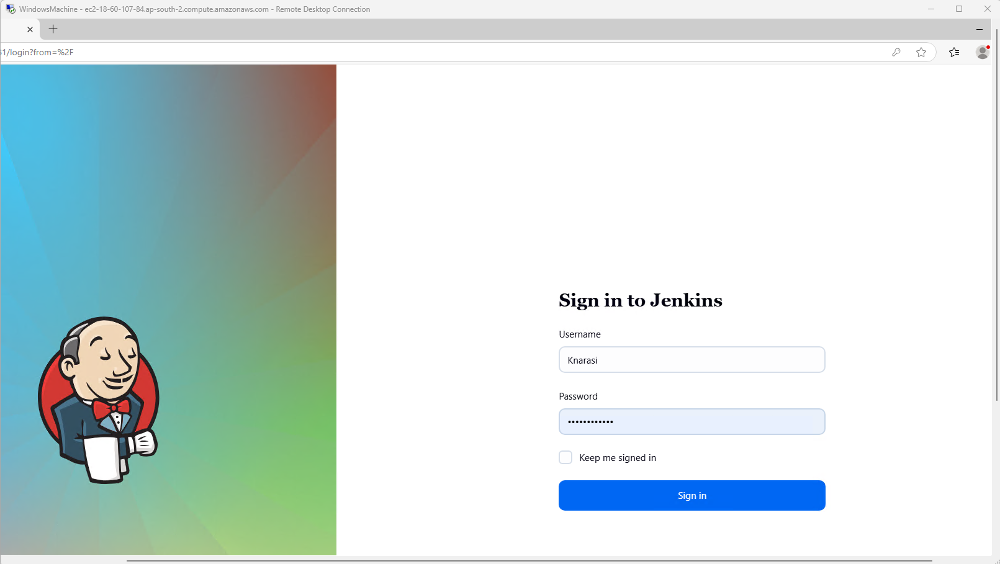 WindowsMachine - ec2-18-60-107-84.ap-south-2.compute.amazonaws.com - Remote Desktop Connection
31/login?from=%2F
Sign in to Jenkins
Username
Knarasi
Password
••••••••••••
Keep me signed in
Sign in